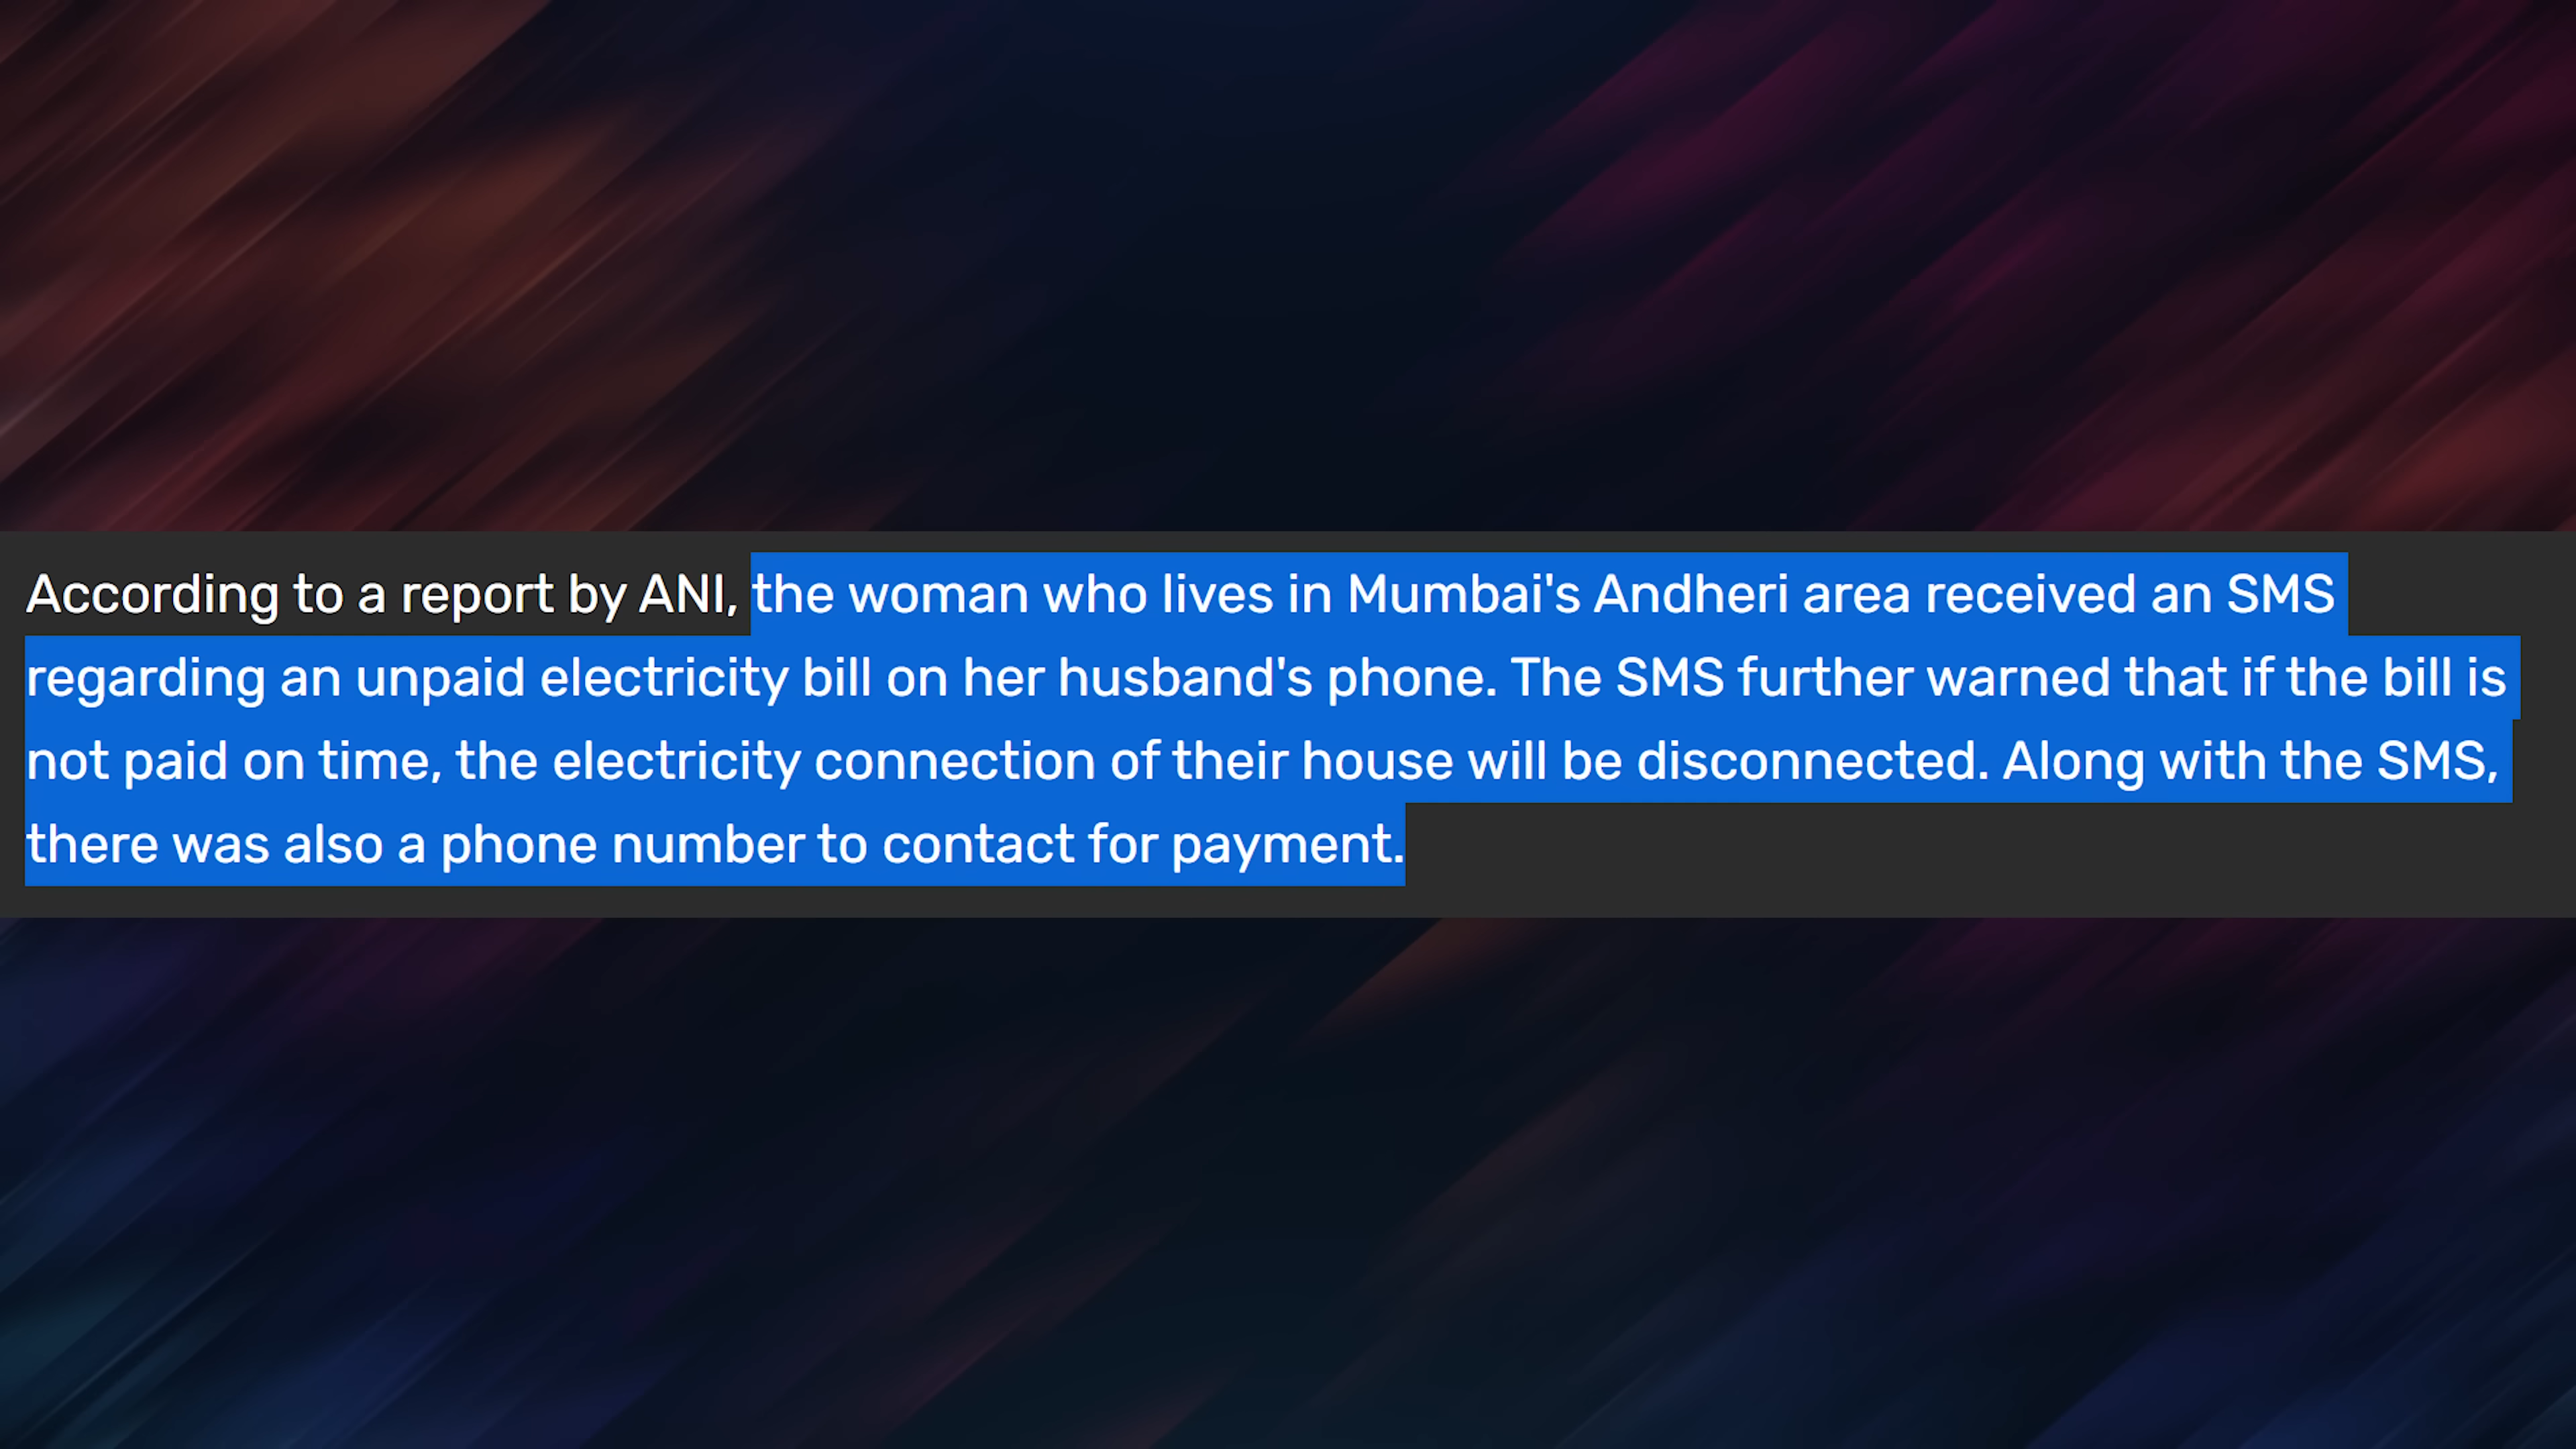 According to a report by ANI, the woman who lives in Mumbai's Andheri area received an SMS
regarding an unpaid electricity bill on her husband's phone. The SMS further warned that if the bill is
not paid on time, the electricity connection of their house will be disconnected. Along with the SMS,
there was also a phone number to contact for payment.